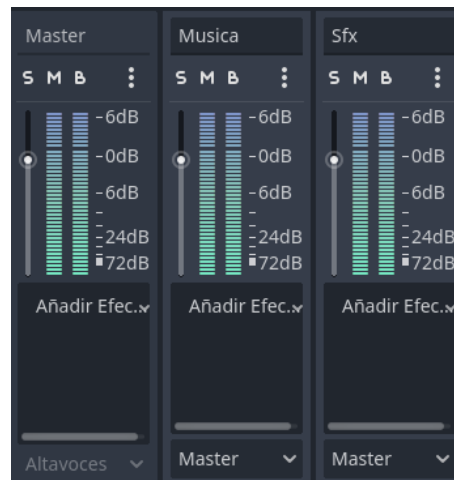 Master Musica Sfx
S M B S M B S M B
-6dB -6dB -6dB
-0dB -0dB -0dB
-6dB -6dB -6dB
-24dB -24dB -24dB
72dB 72dB 72dB
Añadir Efec.. Añadir Efec.. Añadir Efec..
Altavoces Master Master